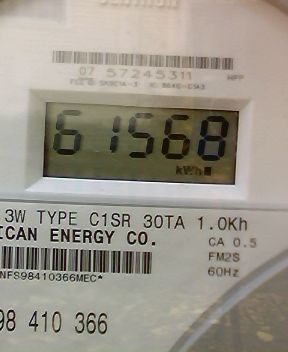 07 57245311
61568
kWh
3W TYPE C1SR 30TA 1.0Kh
ICAN ENERGY CO.
CA 0.5
FM2S
60Hz
NFS98410366MEC*
98 410 366